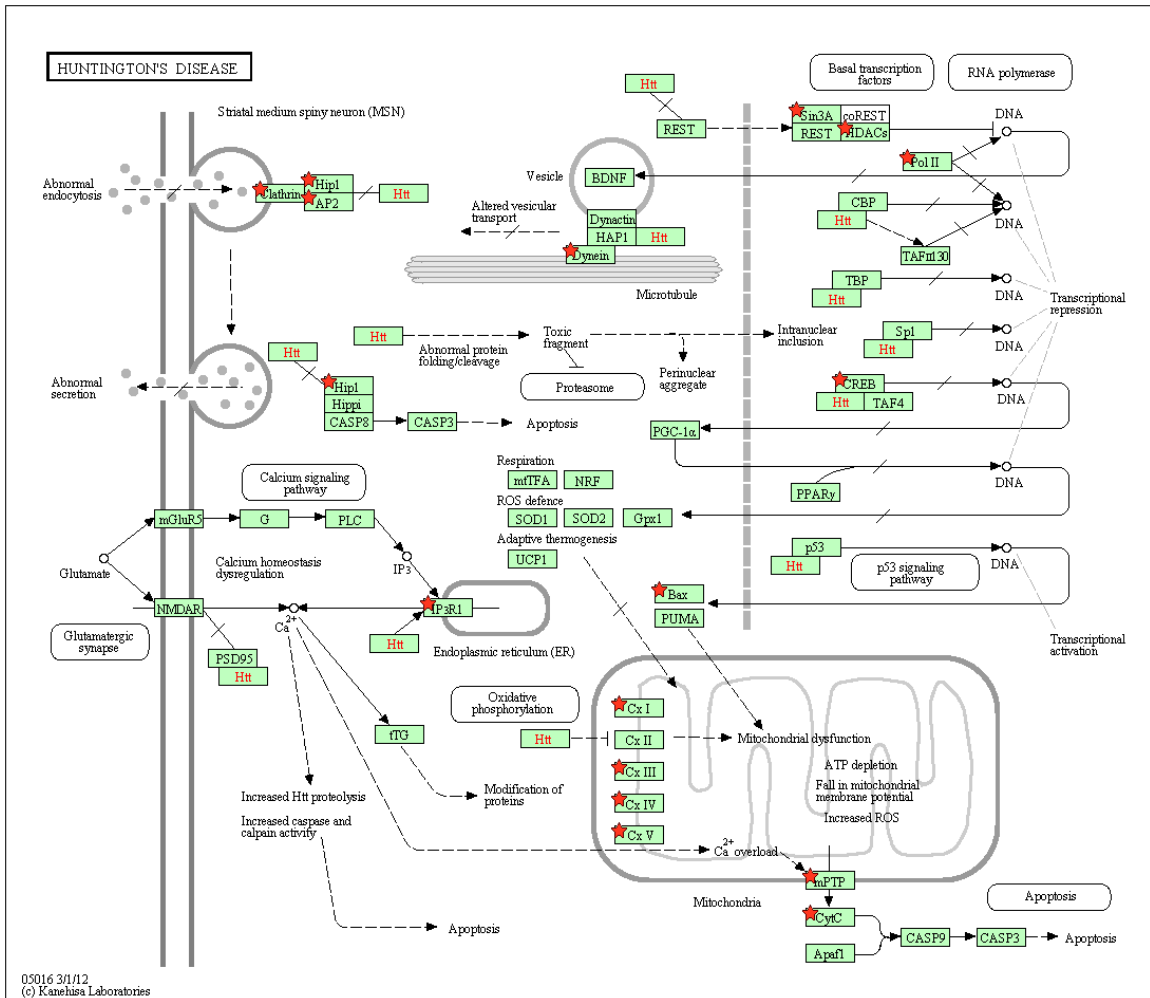 HUNTINGTON'S DISEASE
Striatal medium spiny neuron (MSN)
Htt
REST
Basal transcription
factors
RNA polymerase
Sin3A
coREST
REST
HDACs
DNA
Pol II
Abnormal
endocytosis
Clathrin
Hip1
AP2
Htt
Vesicle
BDNF
Altered vesicular
transport
Dynactin
HAP1
Htt
Dynein
Microtubule
CBP
Htt
TAFII130
DNA
TBP
Htt
DNA
Transcriptional
repression
Htt
Abnormal protein
folding/cleavage
Toxic
fragment
Intranuclear
inclusion
Sp1
Htt
DNA
Proteasome
Perinuclear
aggregate
Abnormal
secretion
Htt
Hip1
Hippi
CASP8
CASP3
Apoptosis
CREB
Htt
TAF4
DNA
PGC-1α
Calcium signaling
pathway
Respiration
mtTFA
NRF
ROS defence
SOD1
SOD2
Gpx1
Adaptive thermogenesis
UCP1
PPARγ
DNA
mGluR5
G
PLC
Glutamate
Calcium homeostasis
dysregulation
IP3
p53
Htt
p53 signaling
pathway
DNA
NMDAR
Ca2+
IP3R1
Htt
Endoplasmic reticulum (ER)
Bax
PUMA
Glutamatergic
synapse
PSD95
Htt
Transcriptional
activation
Oxidative
phosphorylation
tTG
Htt
Cx I
Cx II
Cx III
Cx IV
Cx V
Mitochondrial dysfunction
ATP depletion
Fall in mitochondrial
membrane potential
Increased ROS
Increased Htt proteolysis
Increased caspase and
calpain activity
Modification of
proteins
Ca2+ overload
mPTP
Mitochondria
CytC
Apaf1
CASP9
CASP3
Apoptosis
Apoptosis
Apoptosis
05016 3/1/12
(c) Kanehisa Laboratories